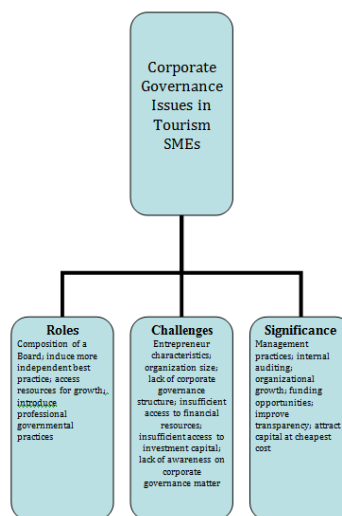 Corporate
Governance
Issues in
Tourism
SMEs
Roles
Composition of a
Board; induce more
independent best
practice; access
resources for growth;,
introduce
professional
governmental
practices
Challenges
Entrepreneur
characteristics;
organization size;
lack of corporate
governance
structure; insufficient
access to financial
resources;
insufficient access to
investment capital;
lack of awareness on
corporate
governance matter
Significance
Management
practices; internal
auditing;
organizational
growth; funding
opportunities;
improve
transparency; attract
capital at cheapest
cost